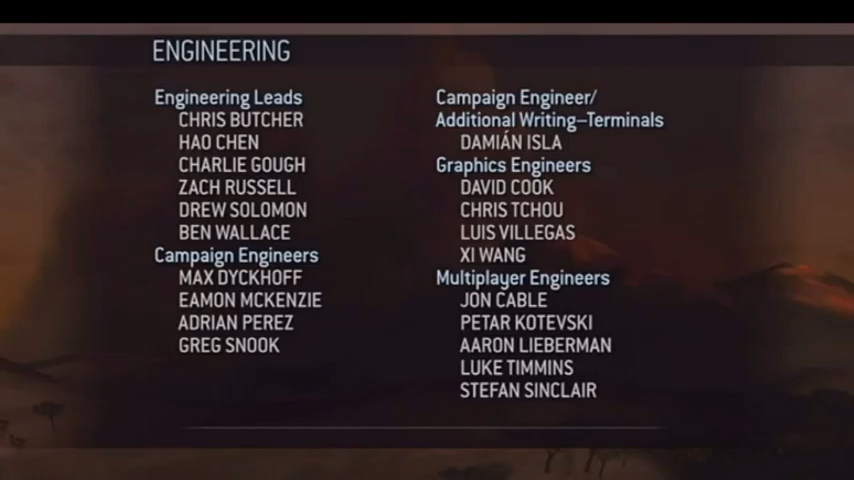 ENGINEERING
Engineering Leads
CHRIS BUTCHER
HAO CHEN
CHARLIE GOUGH
ZACH RUSSELL
DREW SOLOMON
BEN WALLACE
Campaign Engineers
MAX DYCKHOFF
EAMON MCKENZIE
ADRIAN PEREZ
GREG SNOOK
Campaign Engineer/
Additional Writing–Terminals
DAMIÁN ISLA
Graphics Engineers
DAVID COOK
CHRIS TCHOU
LUIS VILLEGAS
XI WANG
Multiplayer Engineers
JON CABLE
PETAR KOTEVSKI
AARON LIEBERMAN
LUKE TIMMINS
STEFAN SINCLAIR